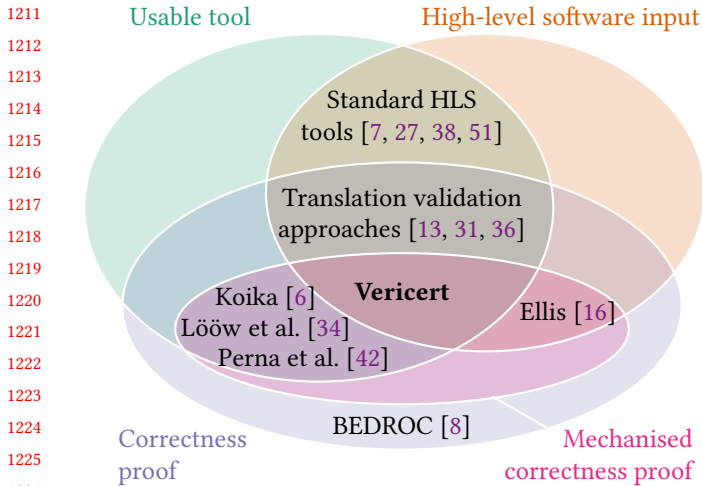 1211
Usable tool
High-level software input
1212
1213
Standard HLS
1214
tools [7, 27, 38, 51]
1215
1216
Translation validation
1217
approaches [13, 31, 36]
1218
1219
Vericert
Koika [6]
1220
Ellis [16]
Lööw et al. [34]
1221
Perna et al. [42]
1222
1223
BEDROC [8]
1224
Correctness
proof
Mechanised
correctness proof
1225